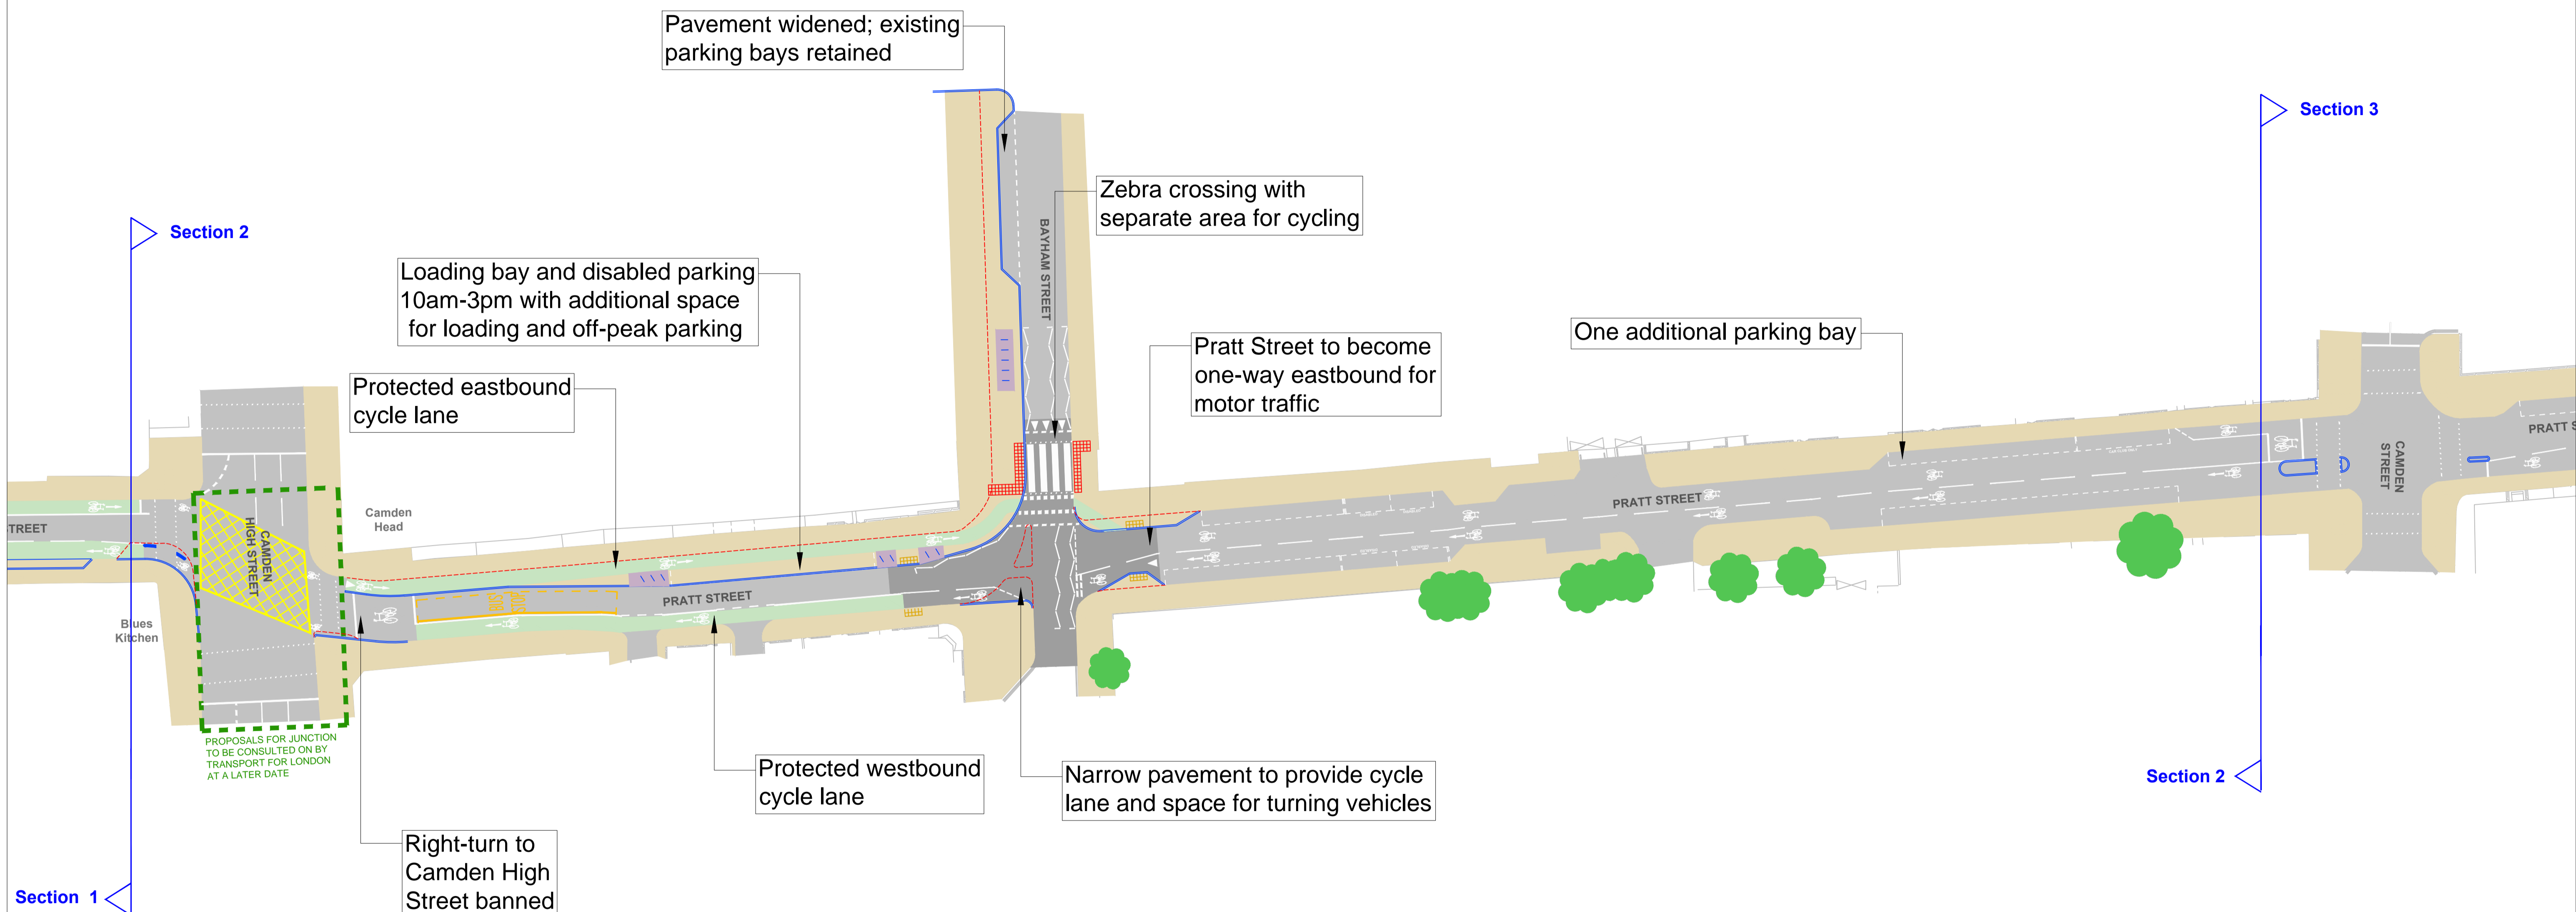 Pavement widened; existing
parking bays retained
Section 3
Zebra crossing with
separate area for cycling
Section 2
BAYHAM STREET
Loading bay and disabled parking
10am-3pm with additional space
for loading and off-peak parking
One additional parking bay
Pratt Street to become
one-way eastbound for
motor traffic
Protected eastbound
cycle lane
CAMDEN
STREET
PRATT S
PRATT STREET
Camden
Head
TREET
CAMDEN
HIGH STREET
PRATT STREET
BUS
STOP
Blues
Kitchen
PROPOSALS FOR JUNCTION
TO BE CONSULTED ON BY
TRANSPORT FOR LONDON
AT A LATER DATE
Protected westbound
cycle lane
Narrow pavement to provide cycle
lane and space for turning vehicles
Section 2
Right-turn to
Camden High
Street banned
Section 1